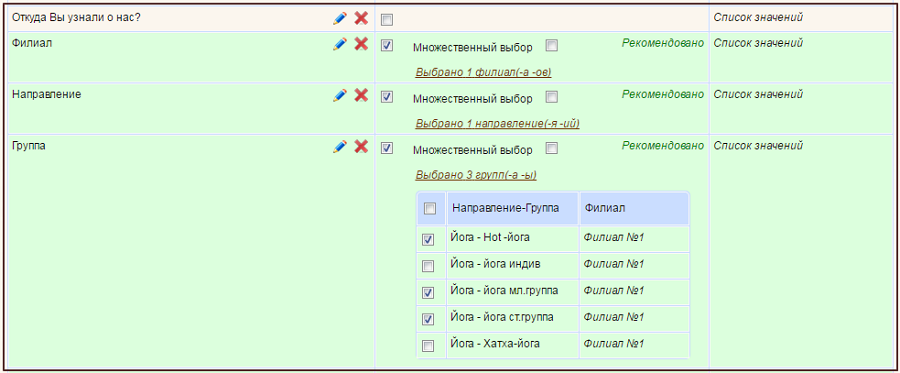 Откуда Вы узнали о нас? Список значений
Филиал Множественный выбор Рекомендовано Список значений
Выбрано 1 филиал(-а -ов)
Направление Множественный выбор Рекомендовано Список значений
Выбрано 1 направление(-я -ий)
Группа Множественный выбор Рекомендовано Список значений
Выбрано 3 групп(-а -ы)
Направление-Группа Филиал
Йога - Hot -йога Филиал №1
Йога - йога индив Филиал №1
Йога - йога мл.группа Филиал №1
Йога - йога ст.группа Филиал №1
Йога - Хатха-йога Филиал №1